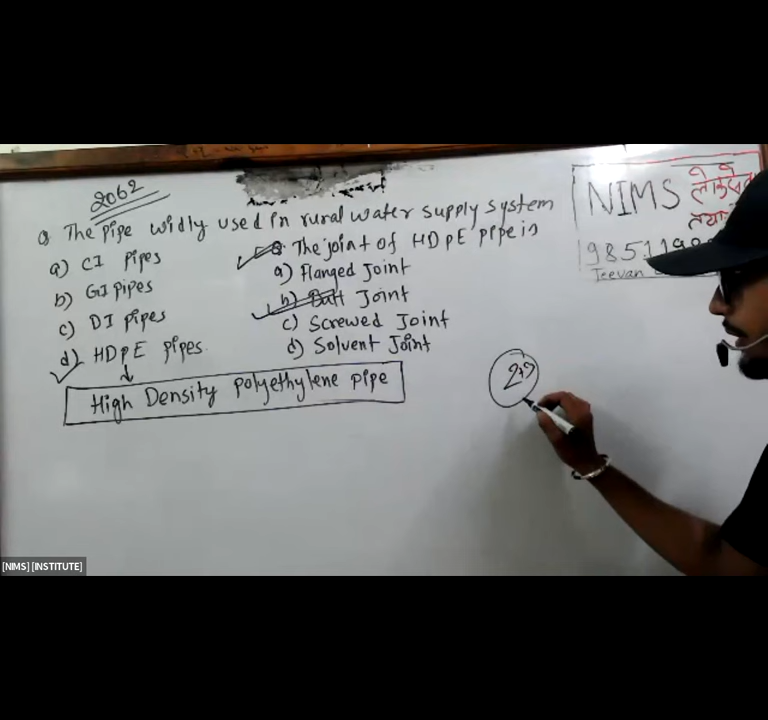 2062
Q The pipe widly used in rural water supply system
a) CI pipes
b) GI pipes
c) DI pipes
d) HDpE pipes.
High Density polyethylene pipe
Q The joint of HDpE pipe is
a) Flanged Joint
b) Butt Joint
c) Screwed Joint
d) Solvent Joint
NIMS
985119
Jeevan
[NIMS] [INSTITUTE]